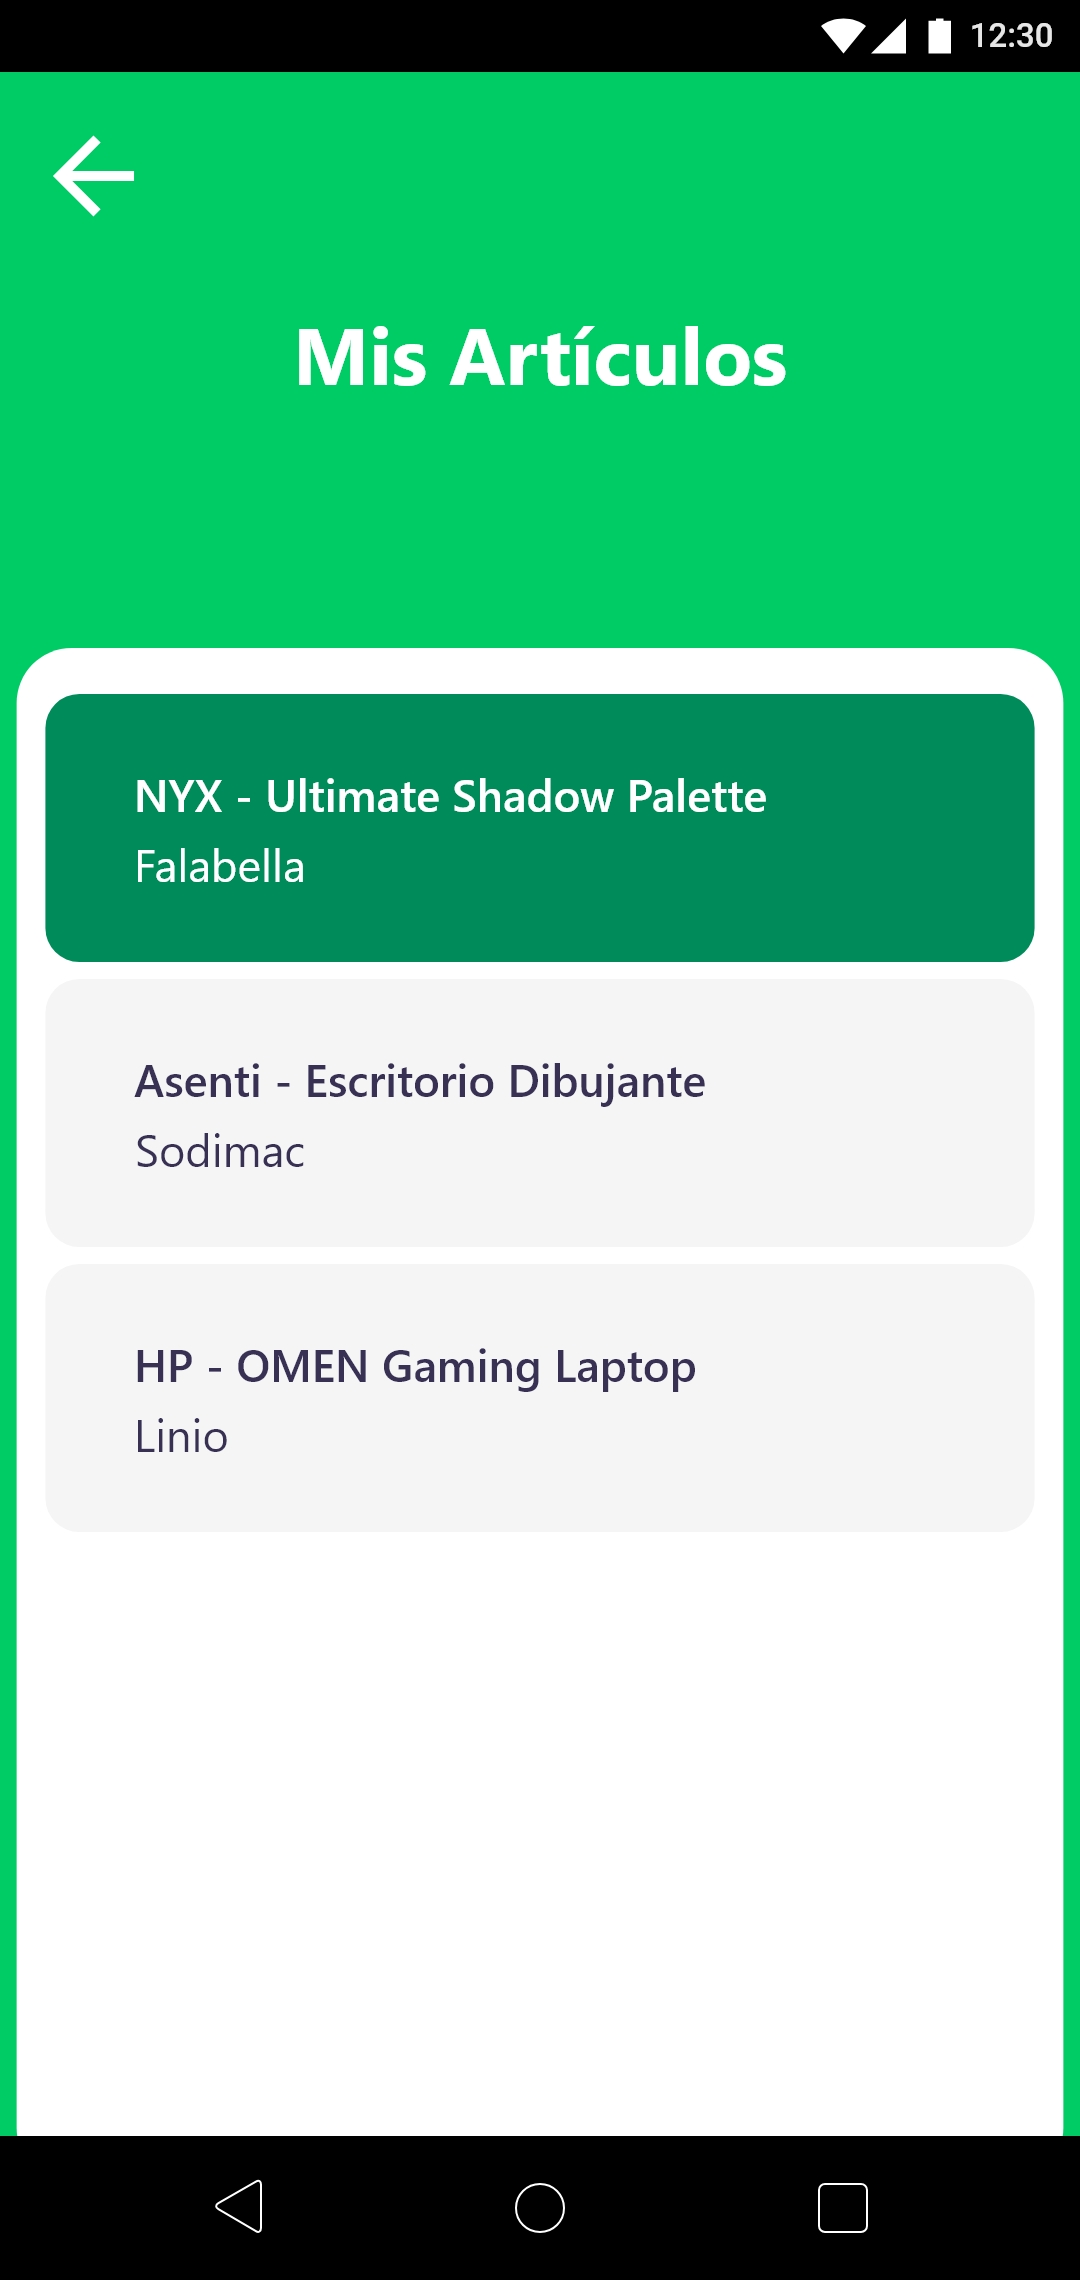 12:30
Mis Artículos
NYX - Ultimate Shadow Palette
Falabella
Asenti - Escritorio Dibujante
Sodimac
HP - OMEN Gaming Laptop
Linio